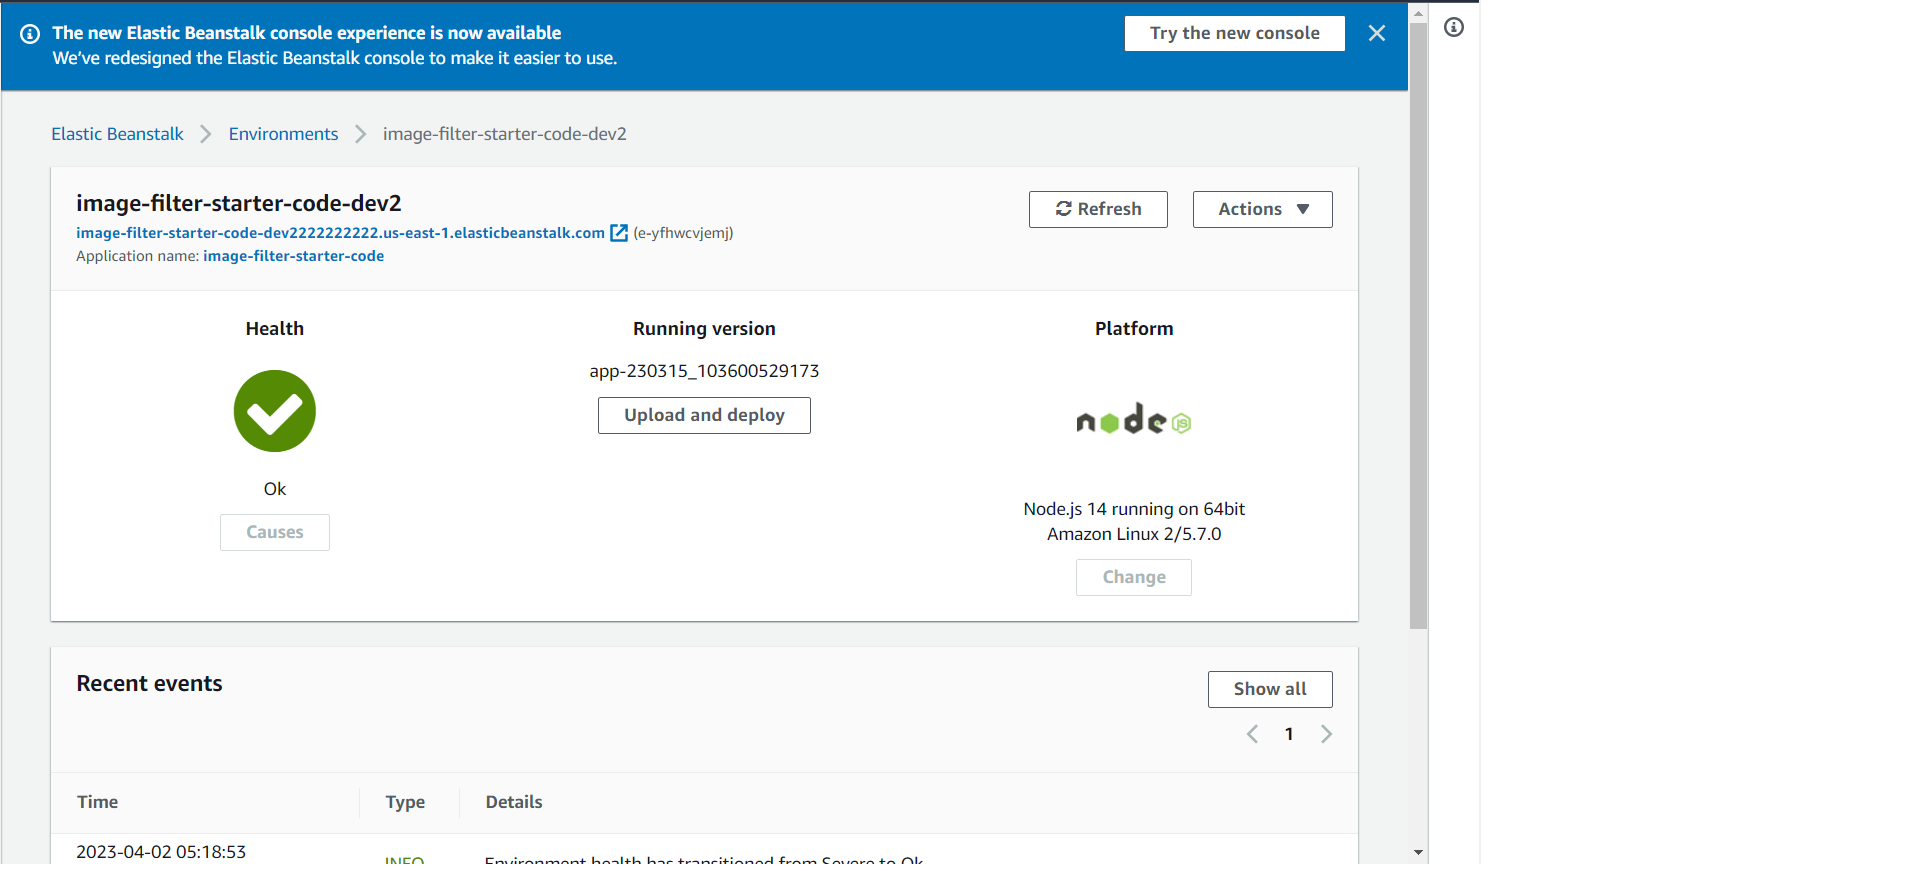 The new Elastic Beanstalk console experience is now available
We've redesigned the Elastic Beanstalk console to make it easier to use.
Try the new console
Elastic Beanstalk
Environments
image-filter-starter-code-dev2
image-filter-starter-code-dev2
image-filter-starter-code-dev2222222222.us-east-1.elasticbeanstalk.com (e-yfhwcvjemj)
Application name: image-filter-starter-code
Refresh
Actions
Health
Ok
Causes
Running version
app-230315_103600529173
Upload and deploy
Platform
node JS
Node.js 14 running on 64bit
Amazon Linux 2/5.7.0
Change
Recent events
Show all
1
Time
Type
Details
2023-04-02 05:18:53
INFO
Environment health has transitioned from Severe to Ok